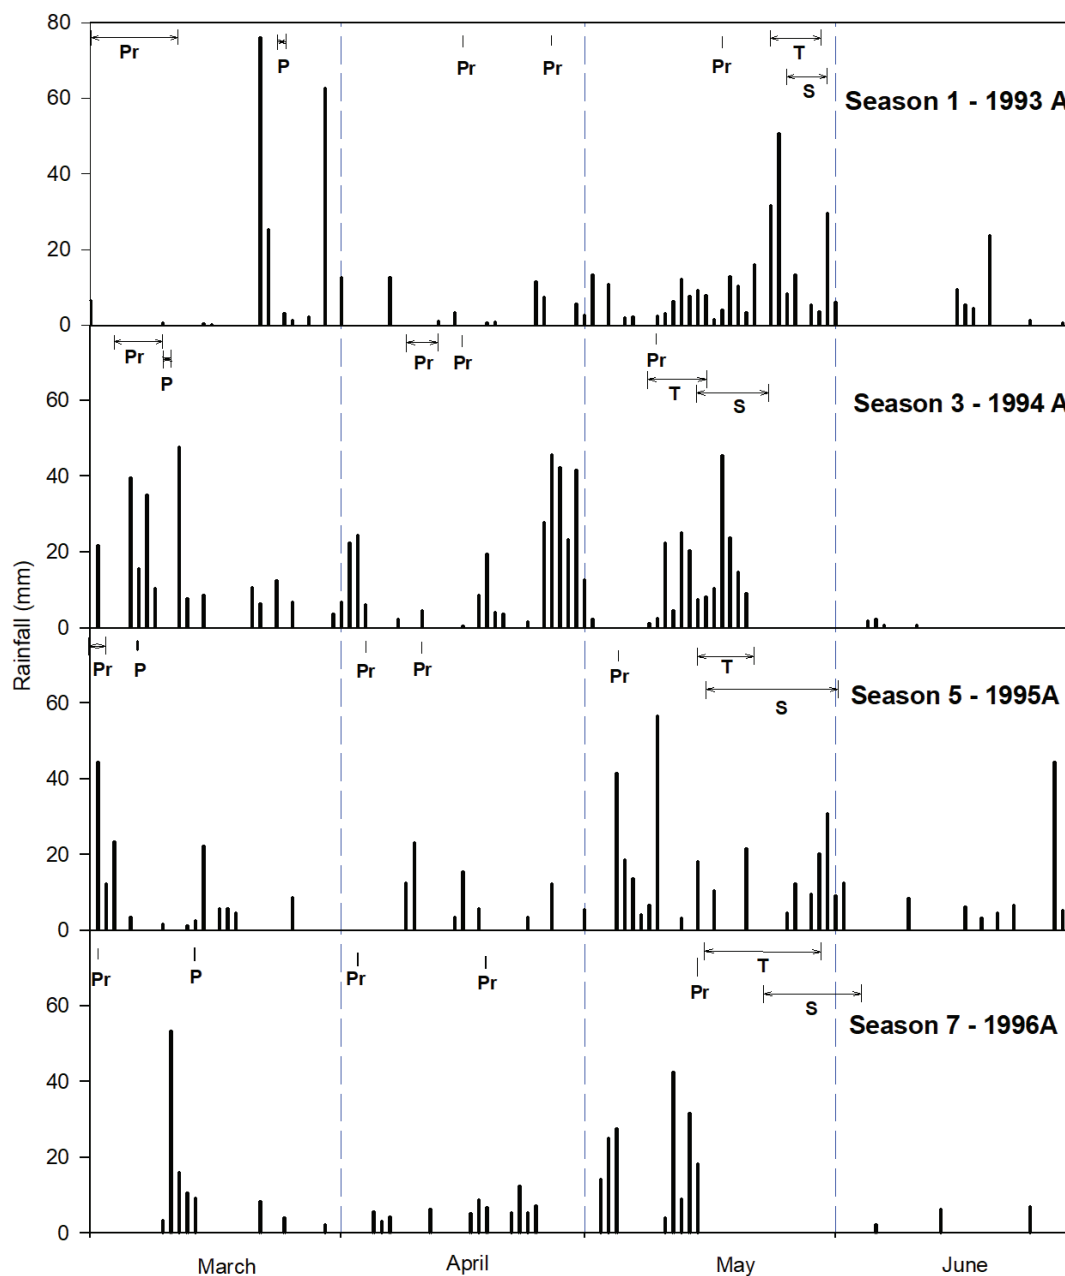 80
Pr
P
Pr
Pr
Pr
T
S
Season 1 - 1993 A
60
40
20
0
Pr
P
Pr
Pr
Pr
T
S
Season 3 - 1994 A
60
40
20
0
Rainfall (mm)
Pr
P
Pr
Pr
Pr
T
S
Season 5 - 1995A
60
40
20
0
Pr
P
Pr
Pr
Pr
T
S
Season 7 - 1996A
60
40
20
0
March
April
May
June